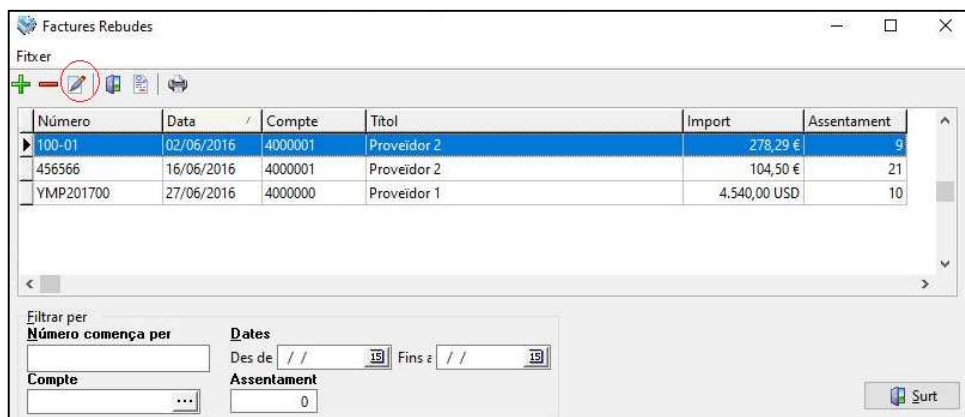 Factures Rebudes
Fitxer
Número Data / Compte Títol Import Assentament
100-01 02/06/2016 4000001 Proveïdor 2 278,29 € 9
456566 16/06/2016 4000001 Proveïdor 2 104,50 € 21
YMP201700 27/06/2016 4000000 Proveïdor 1 4.540,00 USD 10
Filtrar per
Número comença per Dates
Des de / / 15 Fins a / / 15
Compte Assentament
... 0
Surt